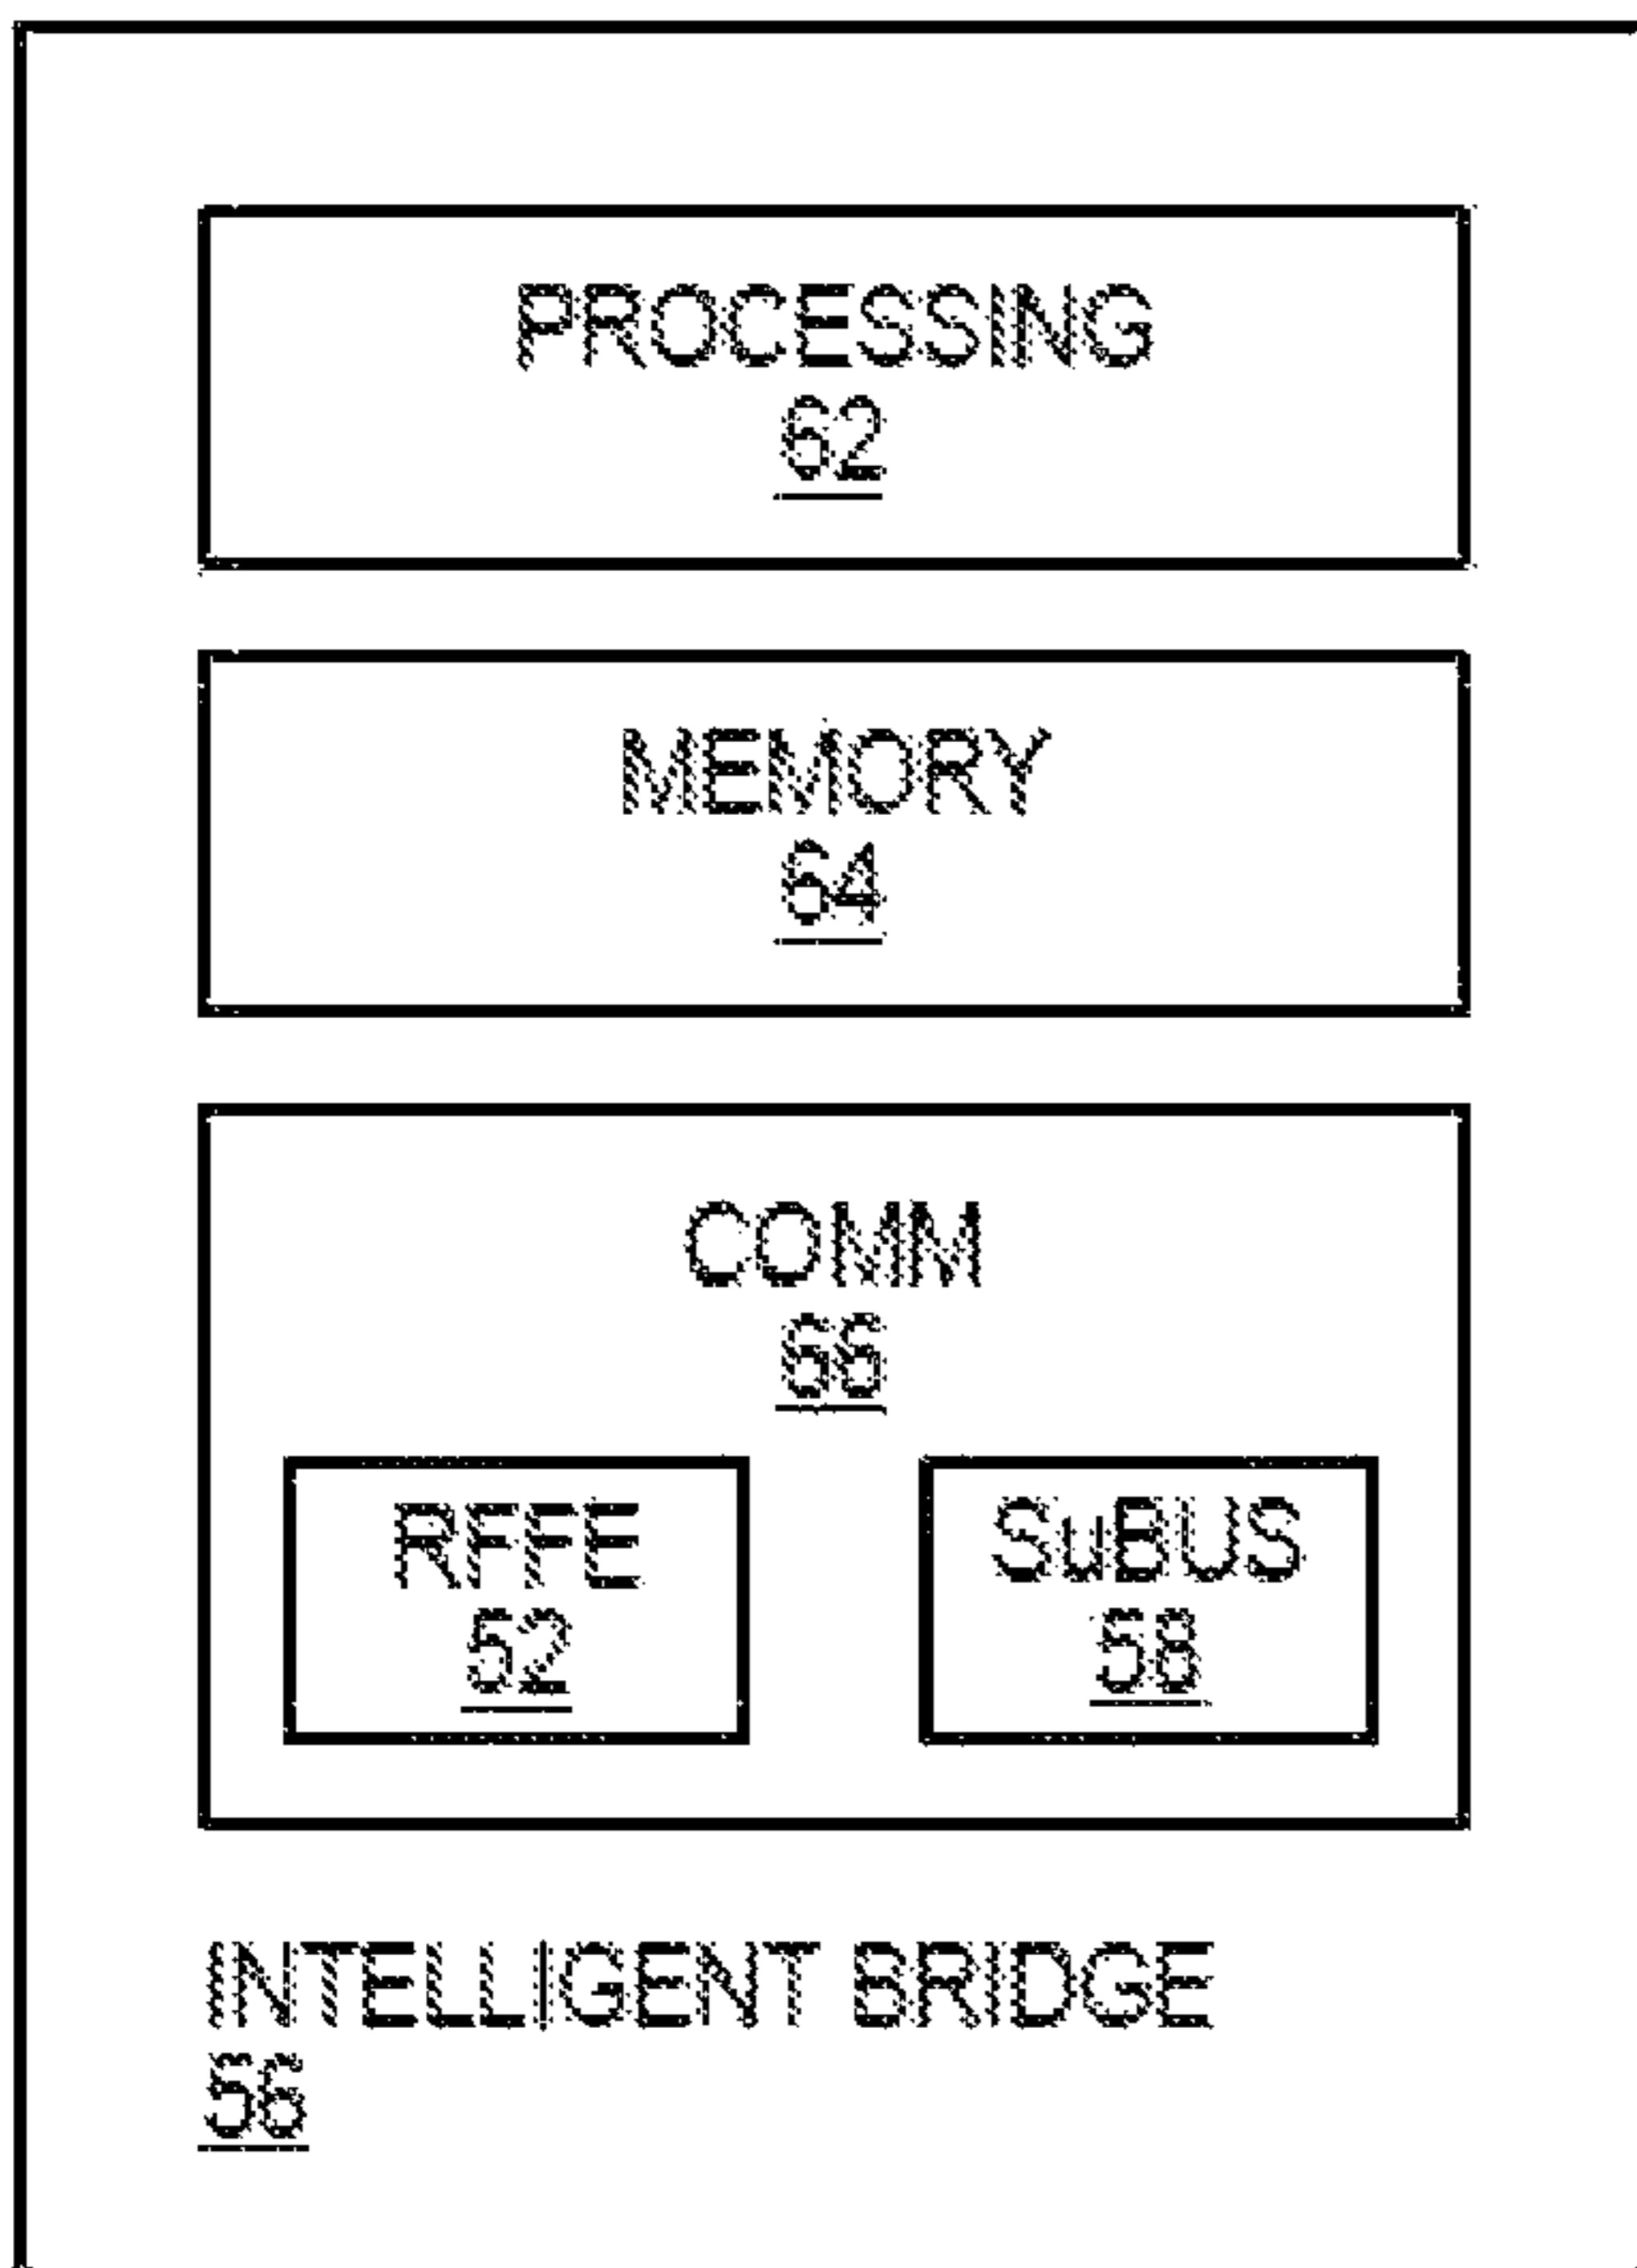 PROCESSING
62
MEMORY
64
COMM
66
RFFE
52
SuBUS
58
INTELLIGENT BRIDGE
56